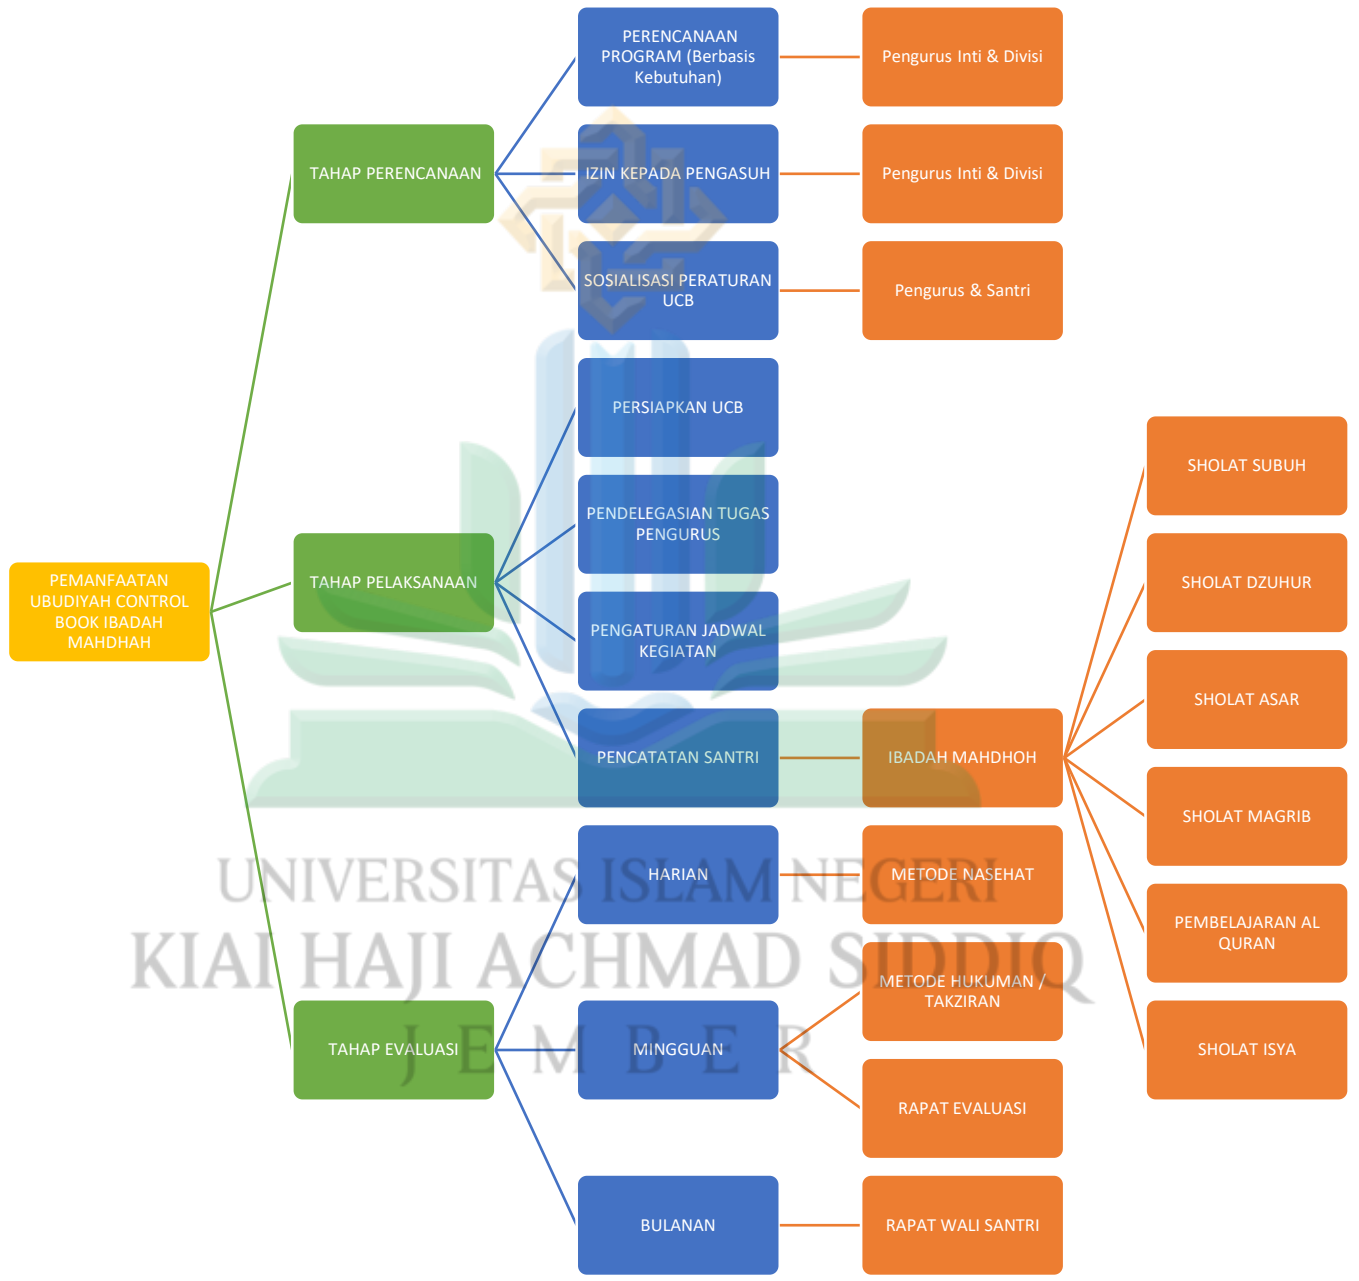 PEMANFAATAN
UBUDIYAH CONTROL
BOOK IBADAH
MAHDHAH
TAHAP PERENCANAAN
PERENCANAAN
PROGRAM (Berbasis
Kebutuhan)
Pengurus Inti & Divisi
IZIN KEPADA PENGASUH
Pengurus Inti & Divisi
SOSIALISASI PERATURAN
UCB
Pengurus & Santri
TAHAP PELAKSANAAN
PERSIAPKAN UCB
PENDELEGASIAN TUGAS
PENGURUS
PENGATURAN JADWAL
KEGIATAN
PENCATATAN SANTRI
IBADAH MAHDHOH
SHOLAT SUBUH
SHOLAT DZUHUR
SHOLAT ASAR
SHOLAT MAGRIB
PEMBELAJARAN AL
QURAN
SHOLAT ISYA
TAHAP EVALUASI
HARIAN
METODE NASEHAT
MINGGUAN
METODE HUKUMAN /
TAKZIRAN
RAPAT EVALUASI
BULANAN
RAPAT WALI SANTRI
UNIVERSITAS ISLAM NEGERI
KIAI HAJI ACHMAD SIDDIQ
JEMBER